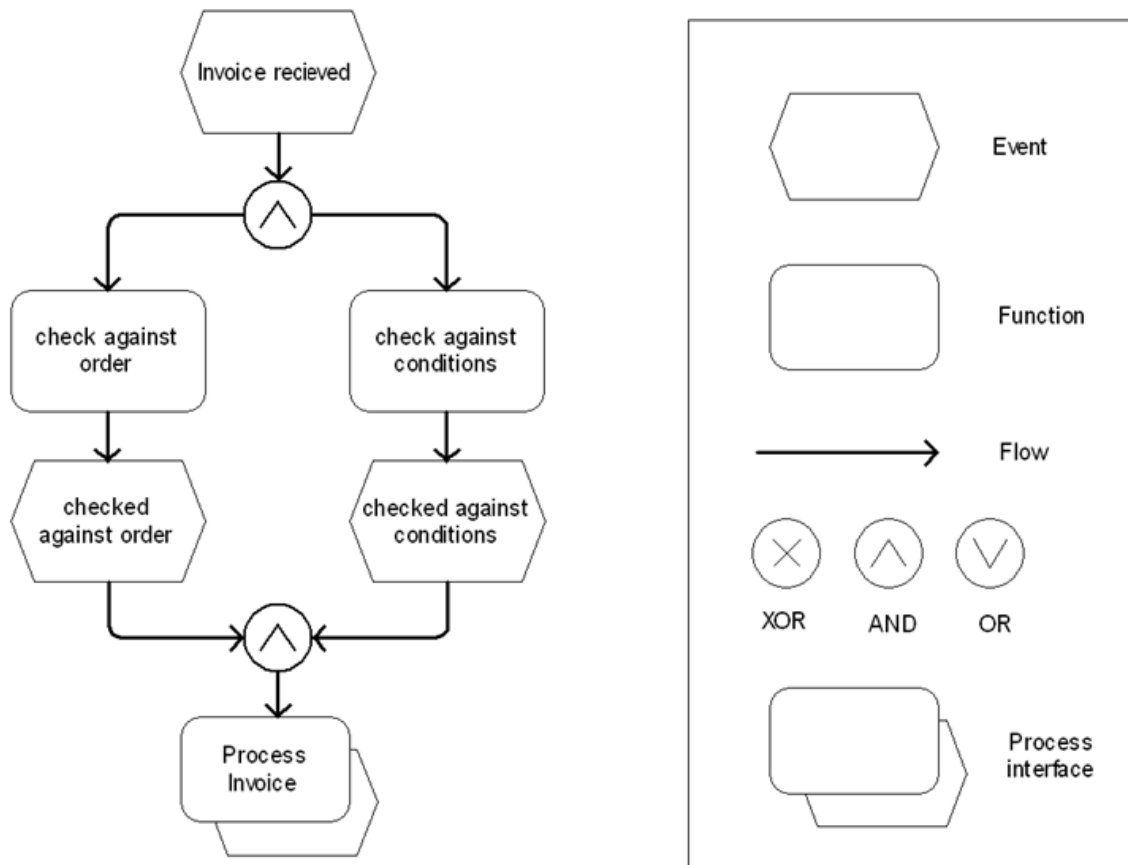 Invoice recieved
check against
order
check against
conditions
checked
against order
checked against
conditions
Process
Invoice
Event
Function
Flow
XOR
AND
OR
Process
interface